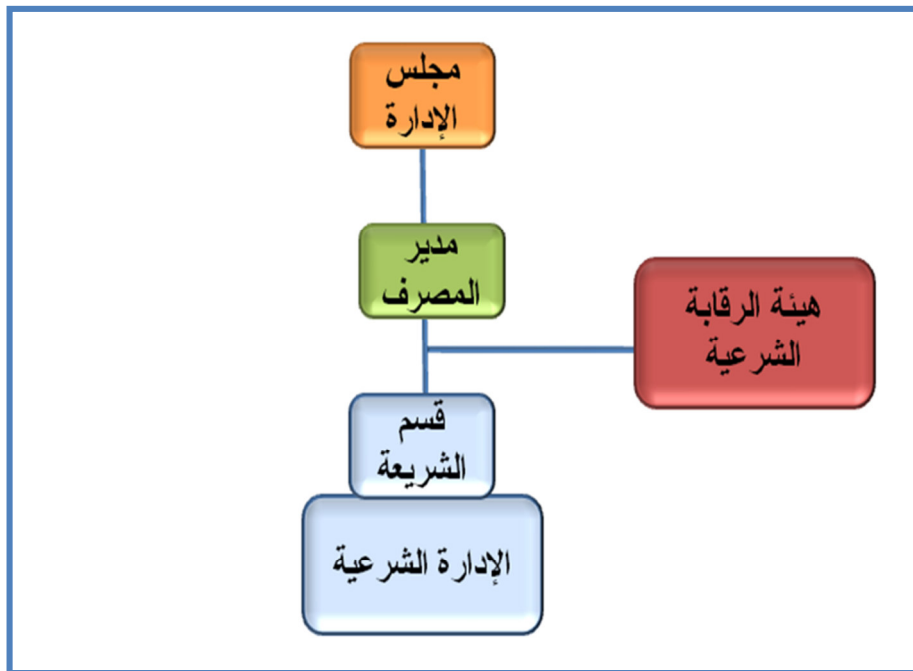 مجلس
الإدارة
مدير
المصرف
هيئة الرقابة
الشرعية
قسم
الشريعة
الإدارة الشرعية